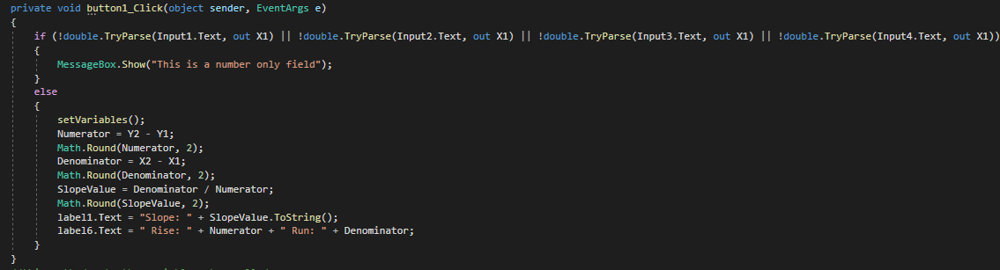 private void button1_Click(object sender, EventArgs e)
{
if (!double.TryParse(Input1.Text, out X1) || !double.TryParse(Input2.Text, out X1) || !double.TryParse(Input3.Text, out X1) || !double.TryParse(Input4.Text, out X1))
{
MessageBox.Show("This is a number only field");
}
else
{
setVariables();
Numerator = Y2 - Y1;
Math.Round(Numerator, 2);
Denominator = X2 - X1;
Math.Round(Denominator, 2);
SlopeValue = Denominator / Numerator;
Math.Round(SlopeValue, 2);
label1.Text = "Slope: " + SlopeValue.ToString();
label6.Text = " Rise: " + Numerator + " Run: " + Denominator;
}
}